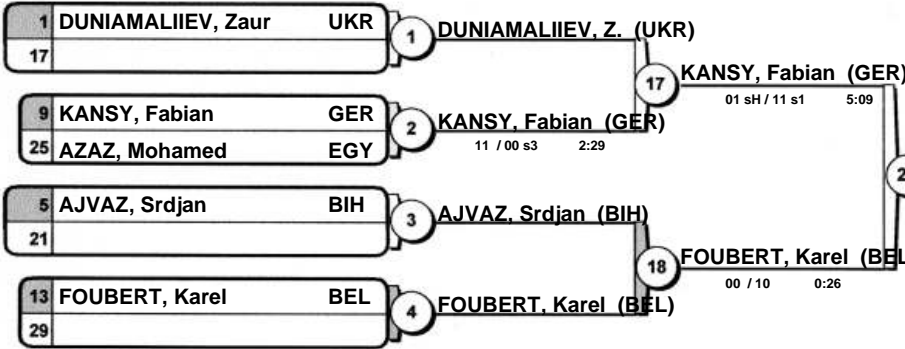 1 DUNIAMALIIEV, Zaur UKR
17
1
DUNIAMALIIEV, Z. (UKR)
9 KANSY, Fabian GER
25 AZAZ, Mohamed EGY
2
KANSY, Fabian (GER)
11 / 00 s3 2:29
17
KANSY, Fabian (GER)
01 sH / 11 s1 5:09
5 AJVAZ, Srdjan BIH
21
3
AJVAZ, Srdjan (BIH)
13 FOUBERT, Karel BEL
29
4
FOUBERT, Karel (BEL)
18
FOUBERT, Karel (BEL
00 / 10 0:26
2